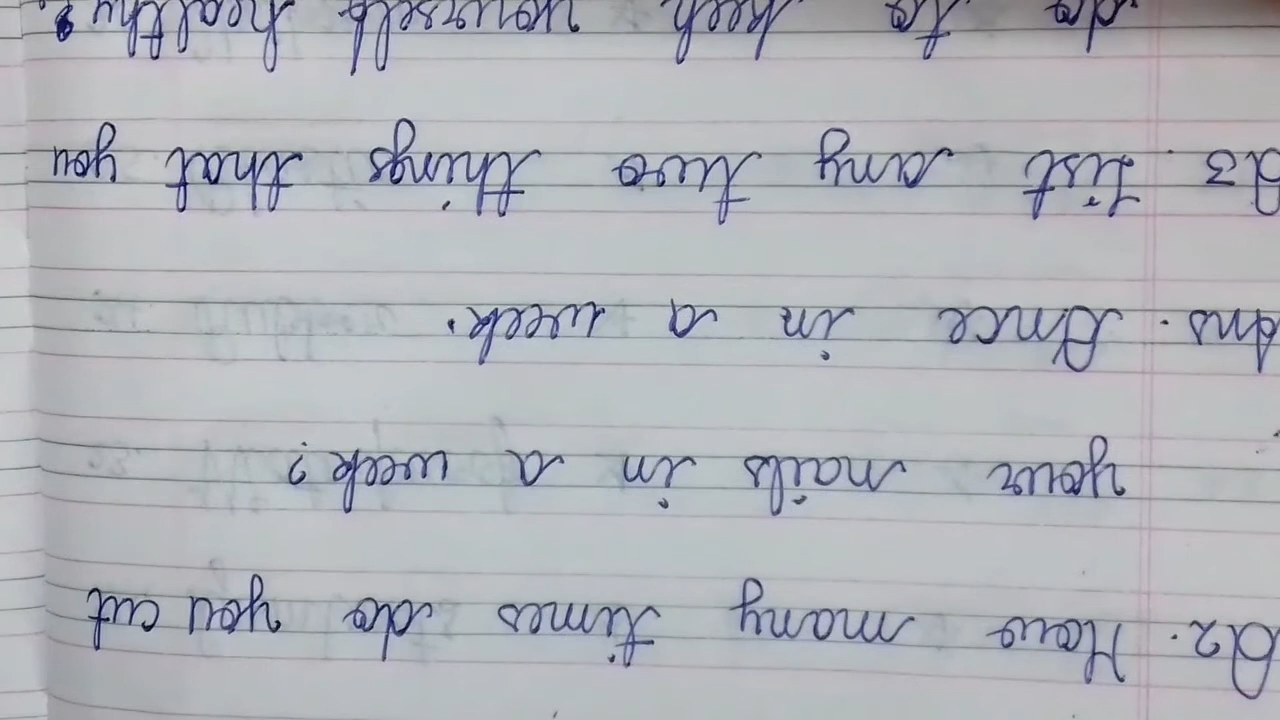 Q2. How many times do you cut
your nails in a week?
Ans. Once in a week.
Q3. List any two things that you
do to keep yourself healthy?